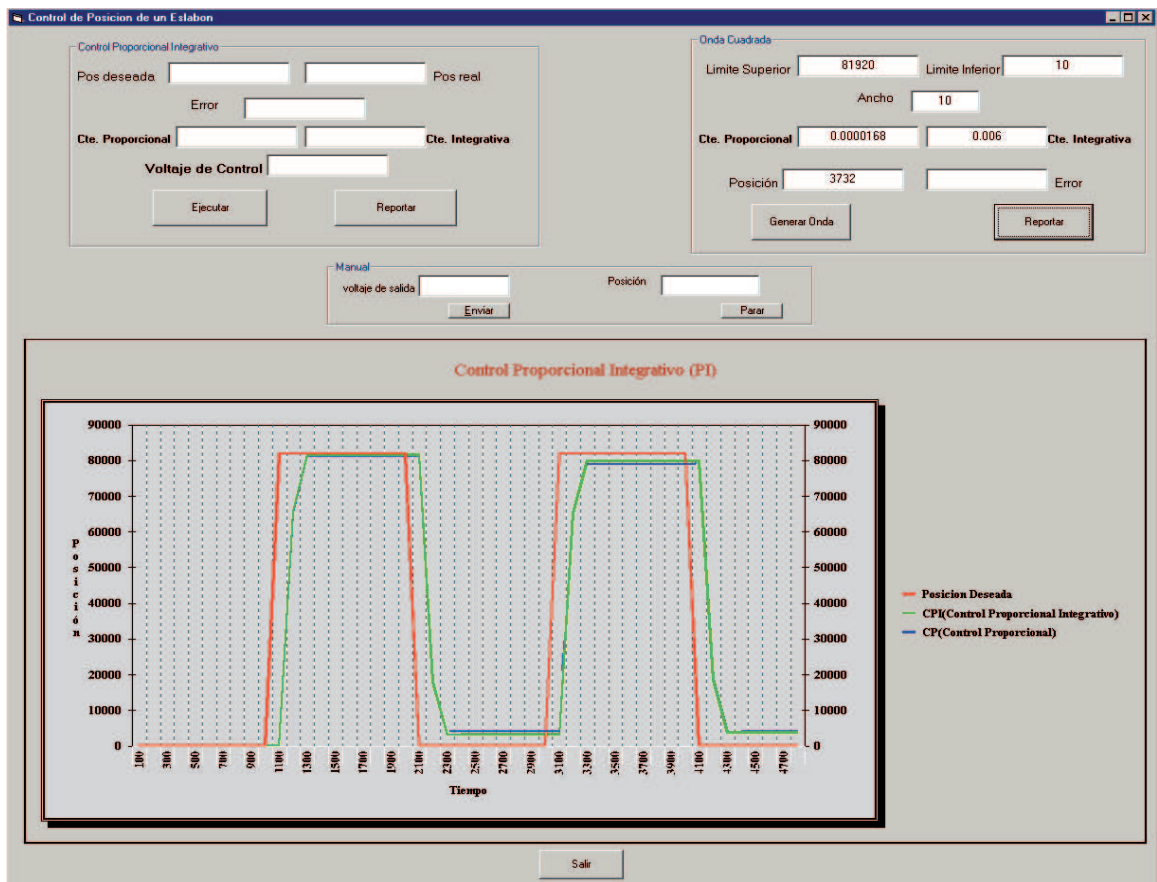 Control de Posicion de un Eslabon
Control Proporcional Integrativo
Pos deseada Pos real
Error
Cte. Proporcional Cte. Integrativa
Voltaje de Control
Ejecutar Reportar
Onda Cuadrada
Limite Superior 81920 Limite Inferior 10
Ancho 10
Cte. Proporcional 0.0000168 0.006 Cte. Integrativa
Posición 3732 Error
Generar Onda Reportar
Manual
voltaje de salida Posición
Enviar Parar
Control Proporcional Integrativo (PI)
90000 90000
80000 80000
70000 70000
60000 60000
50000 50000
40000 40000
30000 30000
20000 20000
10000 10000
0 0
Posición
100 300 500 700 900 1100 1300 1500 1700 1900 2100 2300 2500 2700 2900 3100 3300 3500 3700 3900 4100 4300 4500 4700
Tiempo
Posicion Deseada
CPI(Control Proporcional Integrativo)
CP(Control Proporcional)
Salir